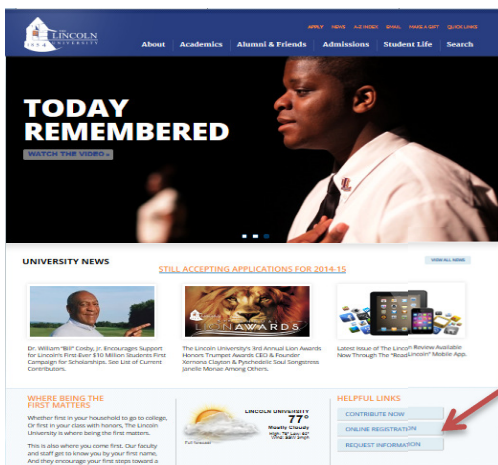 THE
LINCOLN
UNIVERSITY
1854
APPLY NEWS A-Z INDEX EMAIL MAKE A GIFT QUICK LINKS
About Academics Alumni & Friends Admissions Student Life Search
TODAY
REMEMBERED
WATCH THE VIDEO »
UNIVERSITY NEWS
VIEW ALL NEWS
STILL ACCEPTING APPLICATIONS FOR 2014-15
LION AWARDS
Dr. William "Bill" Cosby, Jr. Encourages Support
for Lincoln's First-Ever $10 Million Students First
Campaign for Scholarships. See List of Current
Contributors.
The Lincoln University's 3rd Annual Lion Awards
Honors Trumpet Awards CEO & Founder
Xernona Clayton & Pyschedelic Soul Songstress
Janelle Monae Among Others.
Latest Issue of The Lincoln Review Available
Now Through The "Read Lincoln" Mobile App.
WHERE BEING THE
FIRST MATTERS
Whether first in your household to go to college,
Or first in your class with honors, The Lincoln
University is where being the first matters.
This is also where you come first. Our faculty
and staff get to know you by your first name,
And they encourage your first steps toward a
LINCOLN UNIVERSITY
77°
Mostly Cloudy
Full forecast
HELPFUL LINKS
CONTRIBUTE NOW
ONLINE REGISTRATION
REQUEST INFORMATION